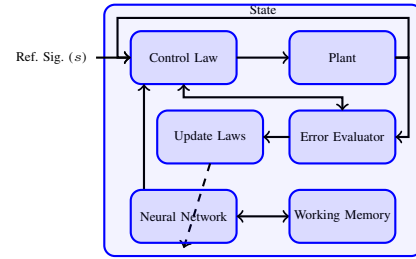 State
Ref. Sig. (s)
Control Law
Plant
Update Laws
Error Evaluator
Neural Network
Working Memory